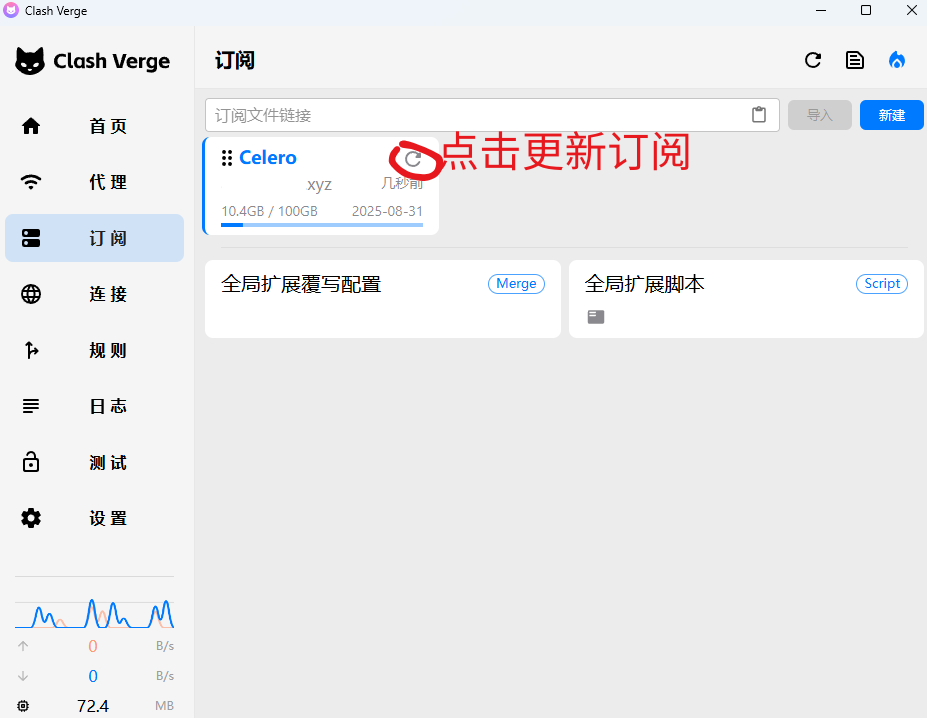 Clash Verge
Clash Verge
订阅
首页
代理
订阅
连接
规则
日志
测试
设置
0 B/s
0 B/s
72.4 MB
订阅文件链接
导入
新建
点击更新订阅
Celero
xyz 几秒前
10.4GB / 100GB 2025-08-31
全局扩展覆写配置 Merge
全局扩展脚本 Script